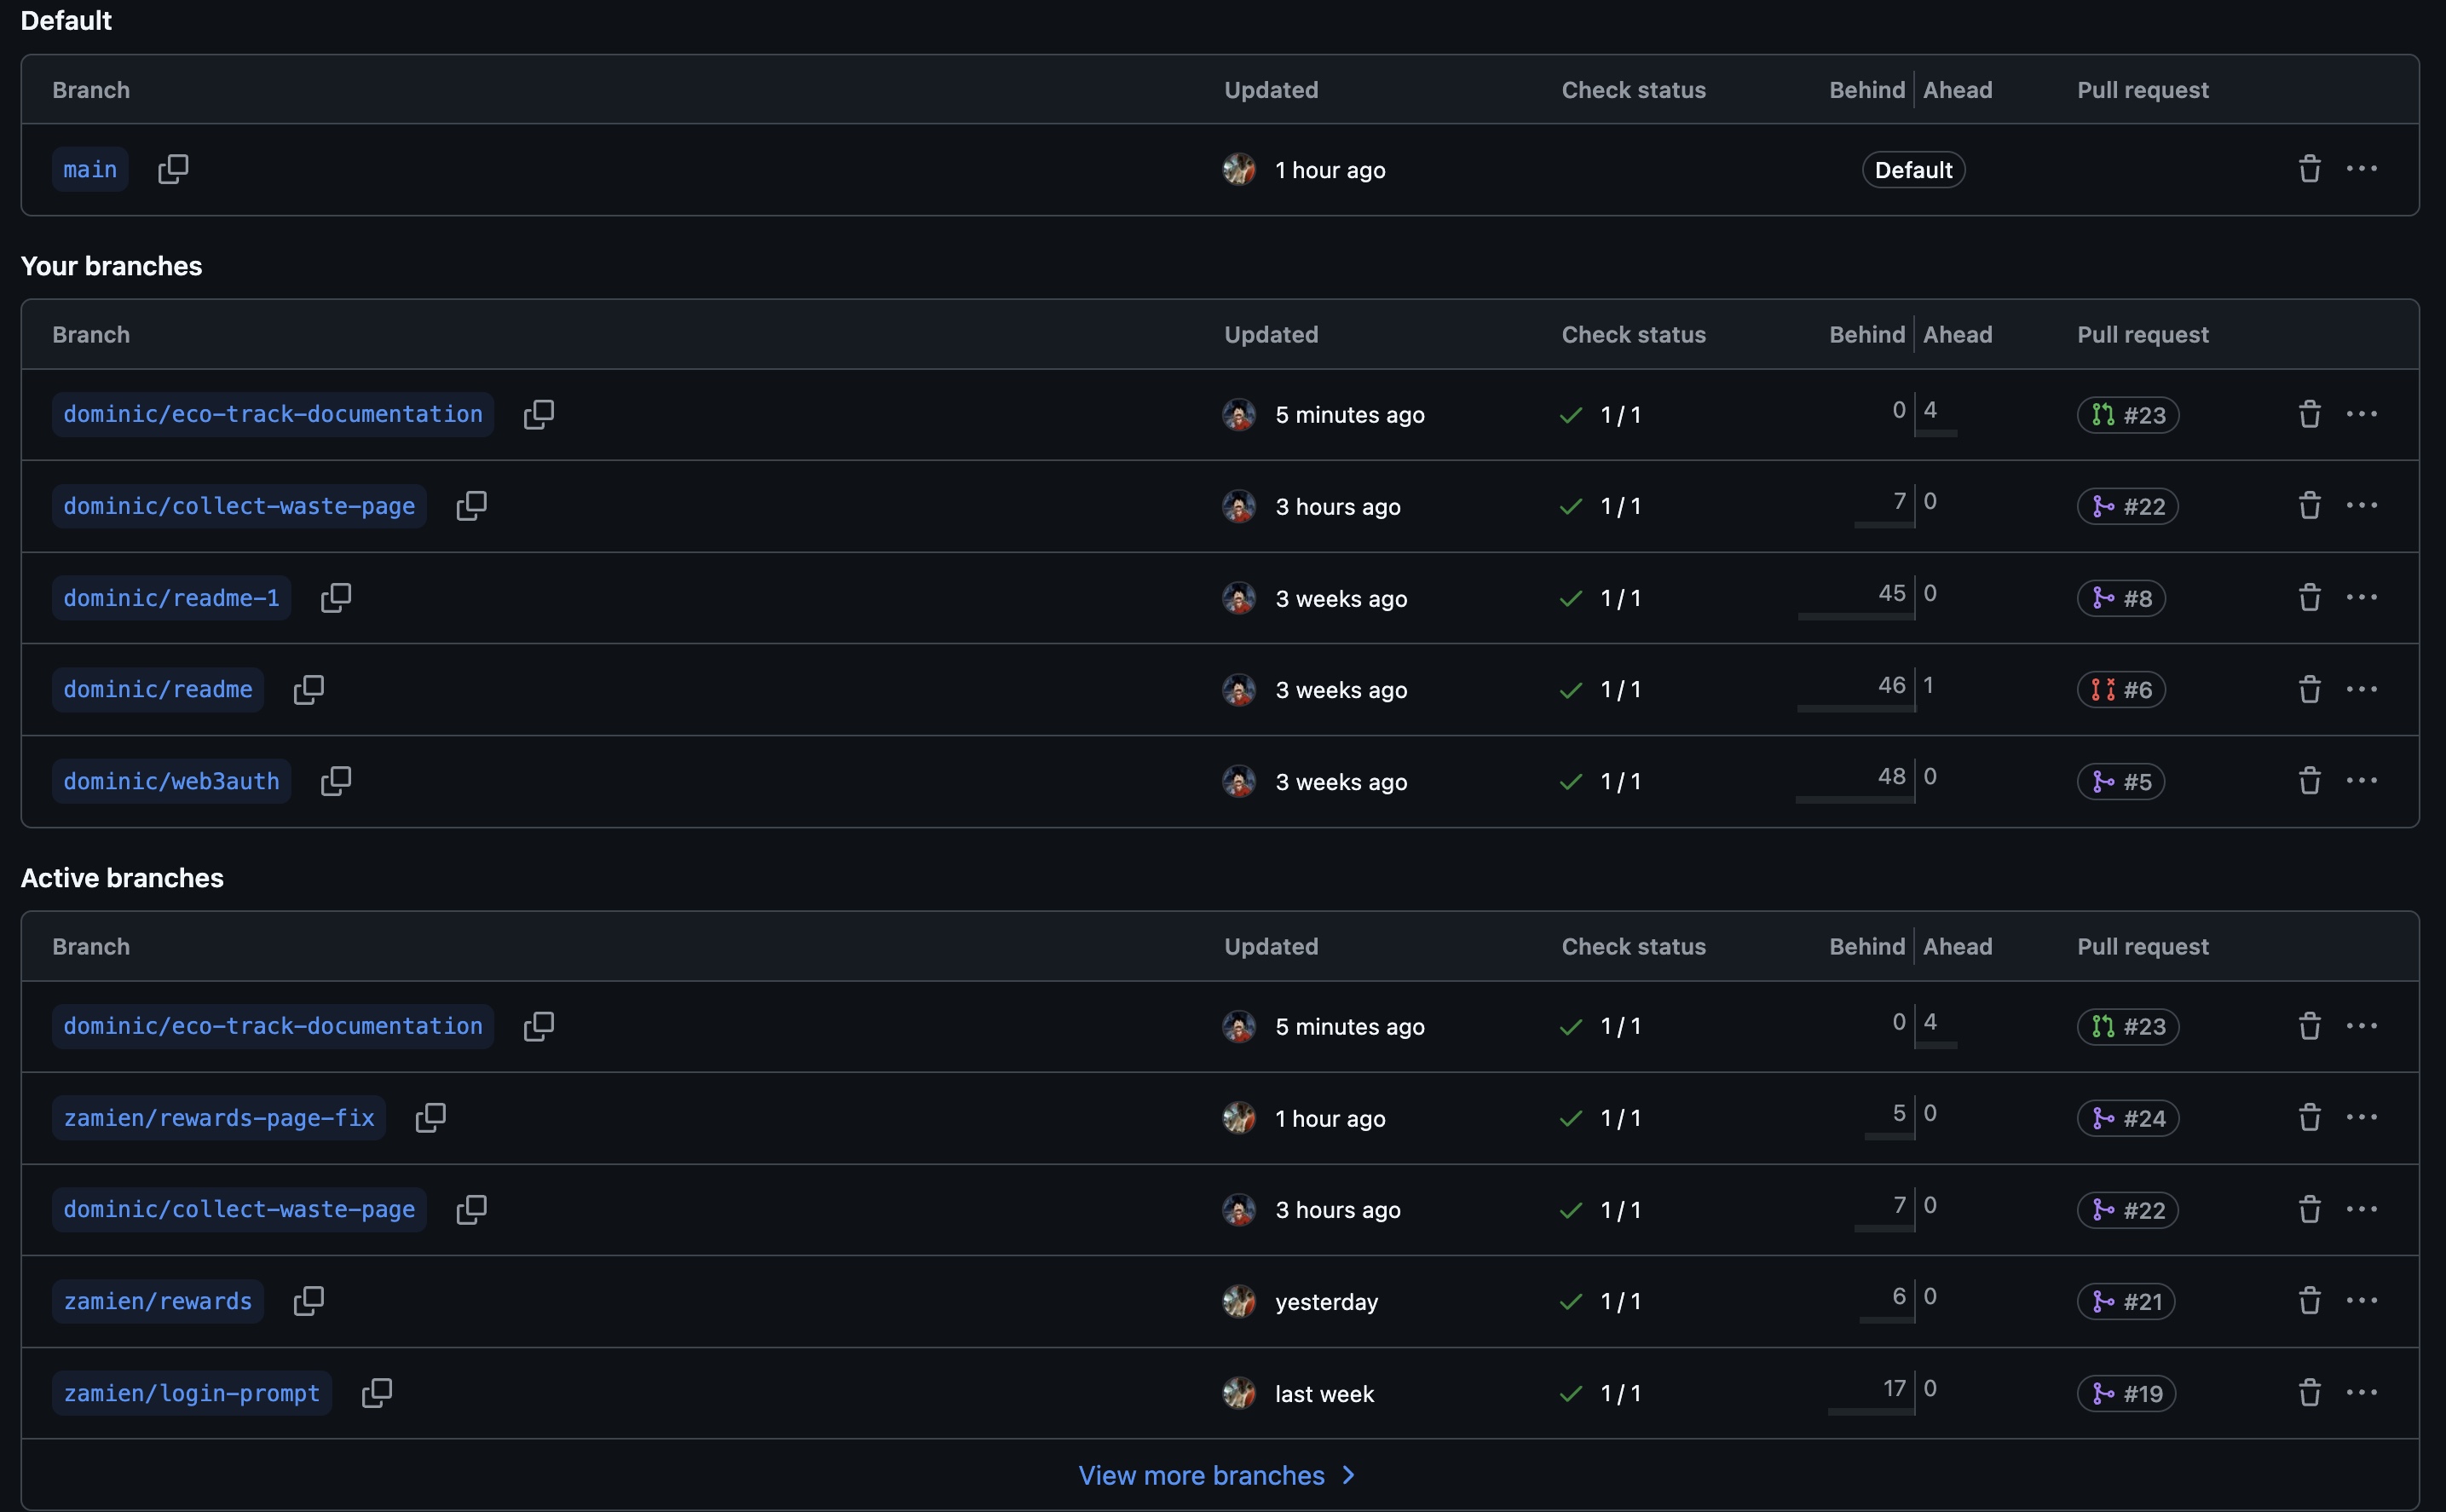 Default
Branch Updated Check status Behind Ahead Pull request
main 1 hour ago Default
Your branches
Branch Updated Check status Behind Ahead Pull request
dominic/eco-track-documentation 5 minutes ago 1 / 1 0 4 #23
dominic/collect-waste-page 3 hours ago 1 / 1 7 0 #22
dominic/readme-1 3 weeks ago 1 / 1 45 0 #8
dominic/readme 3 weeks ago 1 / 1 46 1 #6
dominic/web3auth 3 weeks ago 1 / 1 48 0 #5
Active branches
Branch Updated Check status Behind Ahead Pull request
dominic/eco-track-documentation 5 minutes ago 1 / 1 0 4 #23
zamien/rewards-page-fix 1 hour ago 1 / 1 5 0 #24
dominic/collect-waste-page 3 hours ago 1 / 1 7 0 #22
zamien/rewards yesterday 1 / 1 6 0 #21
zamien/login-prompt last week 1 / 1 17 0 #19
View more branches